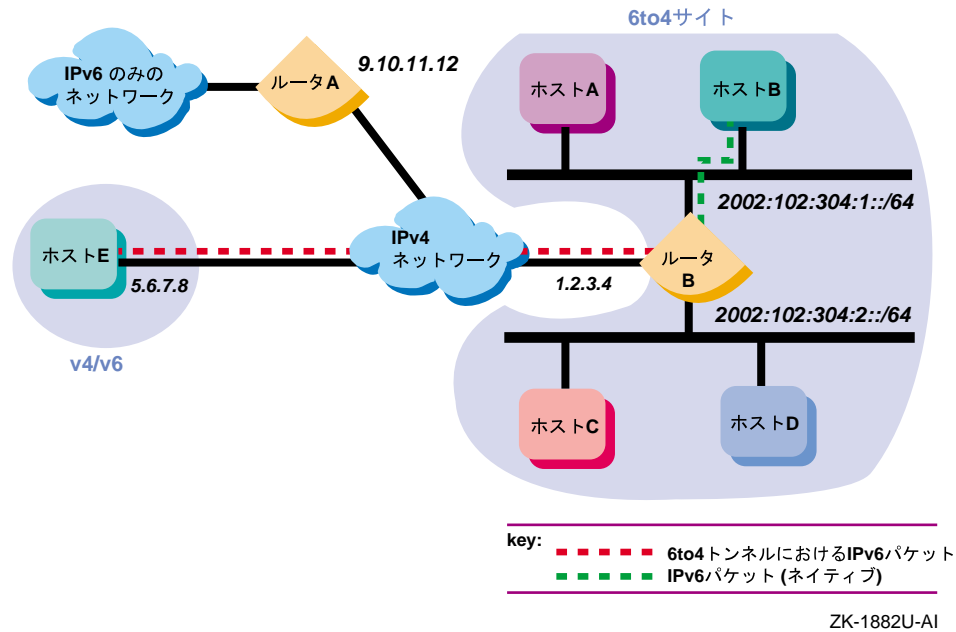 6to4サイト
IPv6 のみの
ネットワーク
ルータA
9.10.11.12
ホストA
ホストB
2002:102:304:1::/64
ホストE
5.6.7.8
v4/v6
IPv4
ネットワーク
1.2.3.4
ルータ
B
2002:102:304:2::/64
ホストC
ホストD
key:
6to4トンネルにおけるIPv6パケット
IPv6パケット (ネイティブ)
ZK-1882U-AI